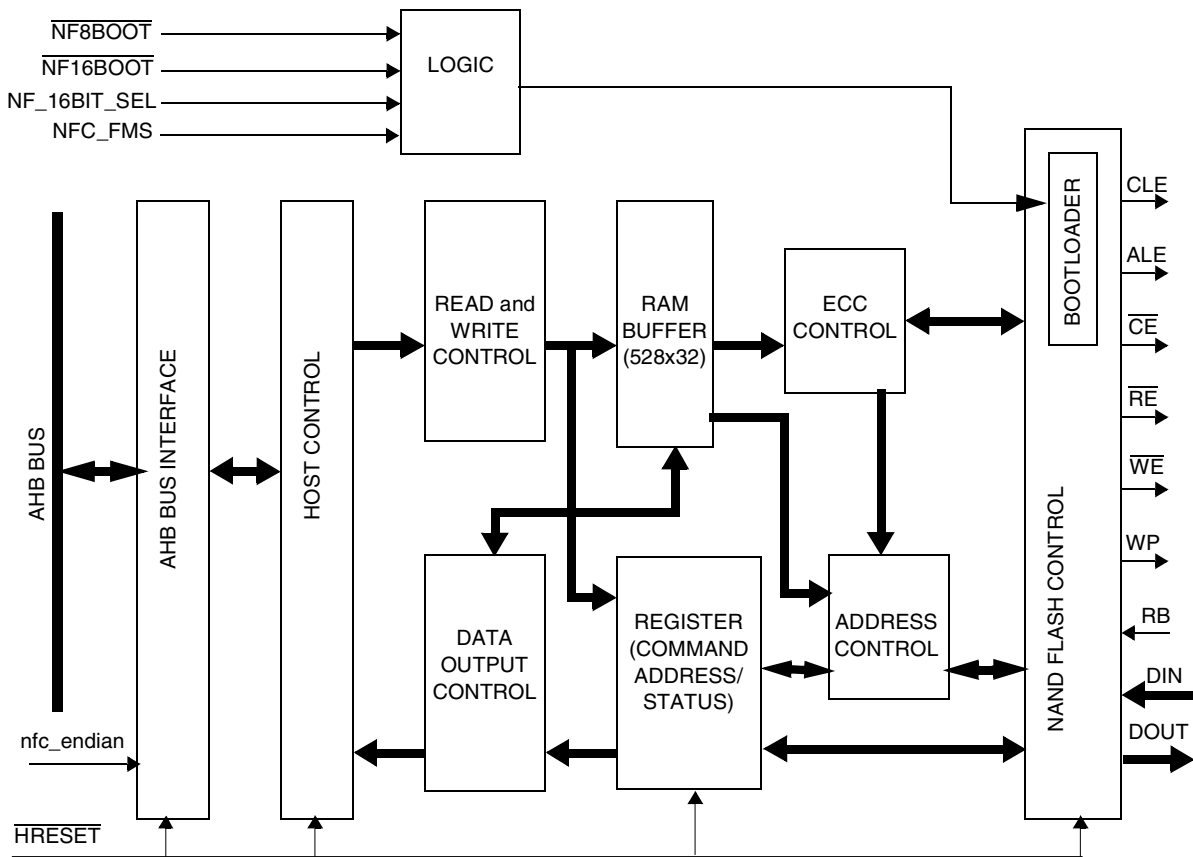 NF8BOOT
NF16BOOT
NF_16BIT_SEL
NFC_FMS
LOGIC
AHB BUS
AHB BUS INTERFACE
HOST CONTROL
READ and
WRITE
CONTROL
RAM
BUFFER
(528x32)
ECC
CONTROL
BOOTLOADER
NAND FLASH CONTROL
CLE
ALE
CE
RE
WE
WP
RB
DIN
DOUT
DATA
OUTPUT
CONTROL
REGISTER
(COMMAND
ADDRESS/
STATUS)
ADDRESS
CONTROL
nfc_endian
HRESET